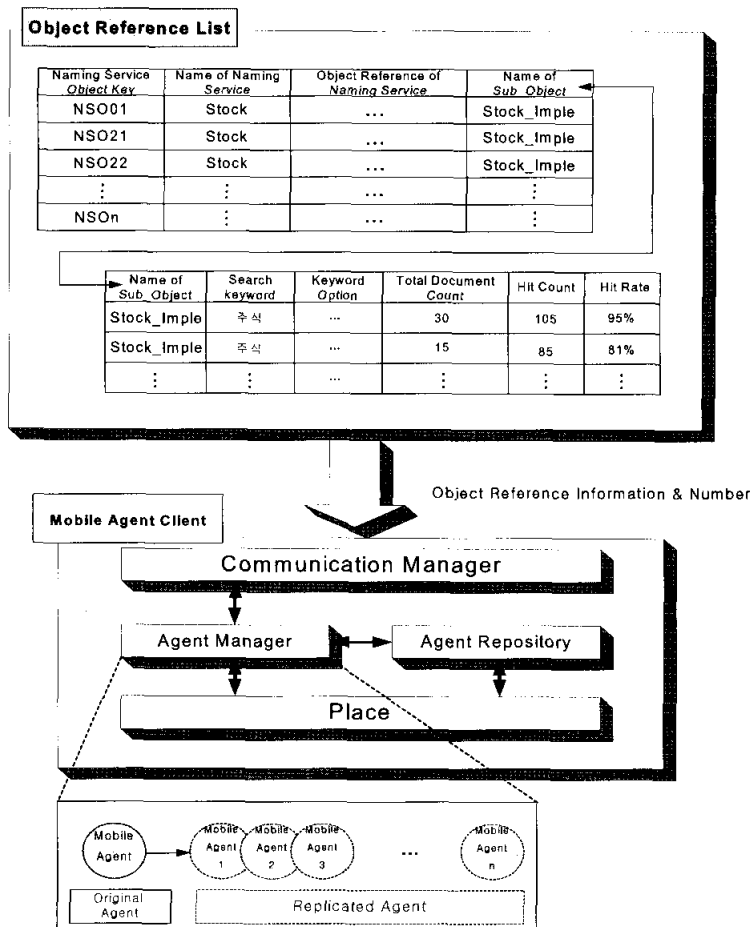 Object Reference List
Naming Service Object Key
Name of Naming Service
Object Reference of Naming Service
Name of Sub_Object
NSO01 Stock ... Stock_Imple
NSO21 Stock ... Stock_Imple
NSO22 Stock ... Stock_Imple
⋮ ⋮ ... ⋮
NSOn ⋮ ... ⋮
Name of Sub_Object
Search keyword
Keyword Option
Total Document Count
Hit Count
Hit Rate
Stock_Imple 주식 ... 30 105 95%
Stock_Imple 주식 ... 15 85 81%
⋮ ⋮ ... ⋮ ⋮ ⋮
Object Reference Information & Number
Mobile Agent Client
Communication Manager
Agent Manager
Agent Repository
Place
Mobile Agent
Mobile Agent 1
Mobile Agent 2
Mobile Agent 3
...
Mobile Agent n
Original Agent
Replicated Agent